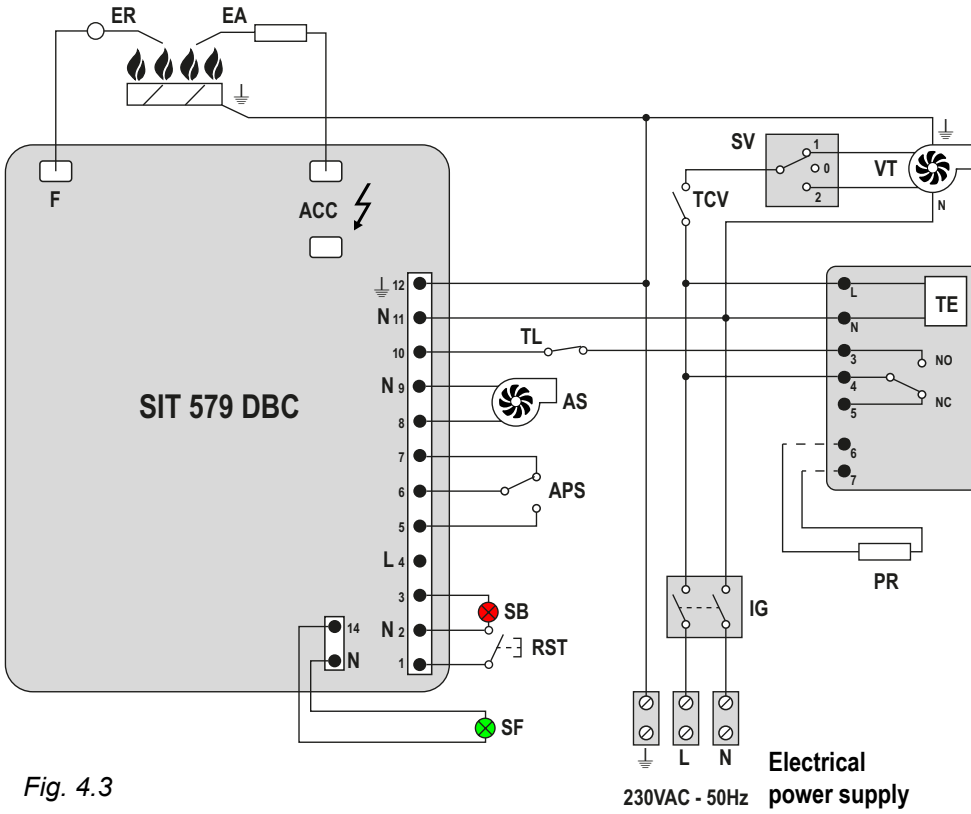 ER
EA
F
ACC
SV
1
0
2
VT
N
TCV
12
N 11
10
N 9
8
7
6
5
L 4
3
N 2
1
14
N
SIT 579 DBC
TL
AS
APS
SB
RST
SF
L
N
3
4
5
6
7
TE
NO
NC
PR
IG
L
N
230VAC - 50Hz
Electrical
power supply
Fig. 4.3